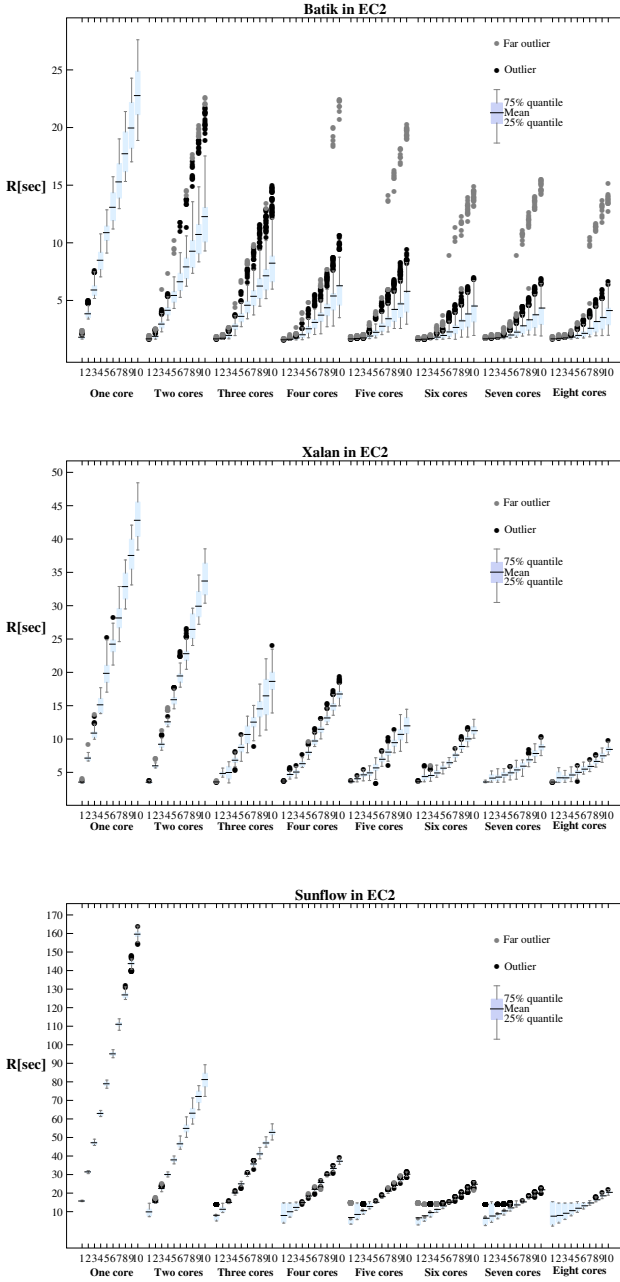 Batik in EC2
Far outlier
25
Outlier
75% quantile
Mean
25% quantile
20
R[sec]
15
10
5
12345678910 12345678910 12345678910 12345678910 12345678910 12345678910 12345678910 12345678910
One core Two cores Three cores Four cores Five cores Six cores Seven cores Eight cores
Xalan in EC2
50
Far outlier
45
Outlier
40
75% quantile
Mean
25% quantile
35
30
R[sec]
25
20
15
10
5
12345678910 12345678910 12345678910 12345678910 12345678910 12345678910 12345678910 12345678910
One core Two cores Three cores Four cores Five cores Six cores Seven cores Eight cores
Sunflow in EC2
170
160
Far outlier
150
140
Outlier
130
120
75% quantile
Mean
25% quantile
110
100
R[sec]
90
80
70
60
50
40
30
20
10
12345678910 12345678910 12345678910 12345678910 12345678910 12345678910 12345678910 12345678910
One core Two cores Three cores Four cores Five cores Six cores Seven cores Eight cores